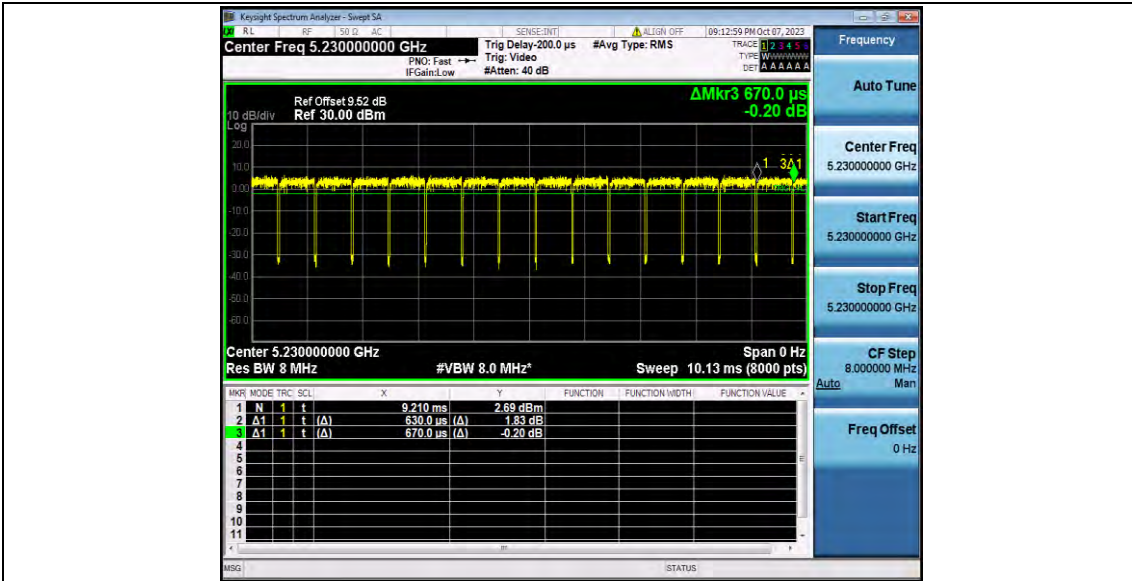 Keysight Spectrum Analyzer - Swept SA
RL RF 50 Ω AC SENSE:INT ALIGN OFF 09:12:59 PM Oct 07, 2023
Center Freq 5.230000000 GHz
PNO: Fast
IFGain:Low
Trig Delay-200.0 µs
Trig: Video
#Atten: 40 dB
#Avg Type: RMS
TRACE 1 2 3 4 5 6
TYPE W
DET A A A A A A
ΔMkr3 670.0 µs
-0.20 dB
Ref Offset 9.52 dB
10 dB/div Ref 30.00 dBm
Log
20.0
10.0
0.00
-10.0
-20.0
-30.0
-40.0
-50.0
-60.0
1 3Δ1
Center 5.230000000 GHz Span 0 Hz
Res BW 8 MHz #VBW 8.0 MHz* Sweep 10.13 ms (8000 pts)
MKR MODE TRC SCL X Y FUNCTION FUNCTION WIDTH FUNCTION VALUE
1 N 1 t 9.210 ms 2.69 dBm
2 Δ1 1 t (Δ) 630.0 µs (Δ) 1.83 dB
3 Δ1 1 t (Δ) 670.0 µs (Δ) -0.20 dB
4
5
6
7
8
9
10
11
MSG STATUS
Frequency
Auto Tune
Center Freq
5.230000000 GHz
Start Freq
5.230000000 GHz
Stop Freq
5.230000000 GHz
CF Step
8.000000 MHz
Auto Man
Freq Offset
0 Hz